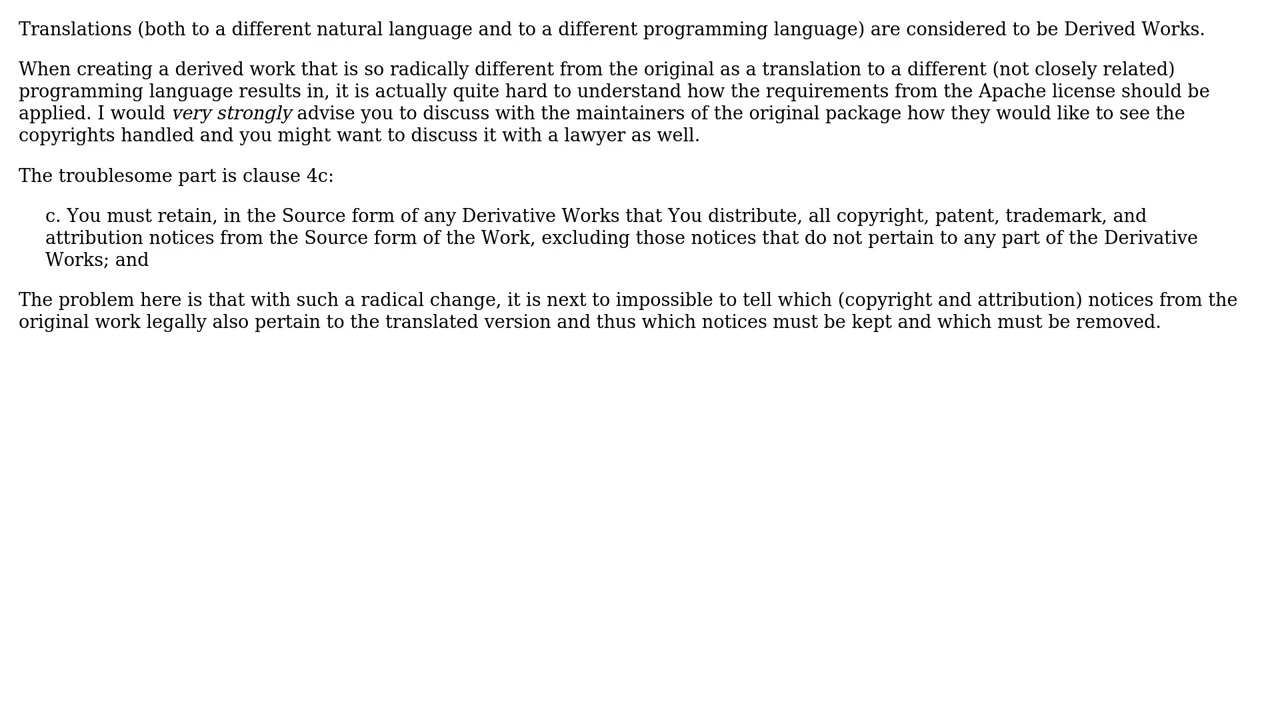 Translations (both to a different natural language and to a different programming language) are considered to be Derived Works.
When creating a derived work that is so radically different from the original as a translation to a different (not closely related)
programming language results in, it is actually quite hard to understand how the requirements from the Apache license should be
applied. I would very strongly advise you to discuss with the maintainers of the original package how they would like to see the
copyrights handled and you might want to discuss it with a lawyer as well.
The troublesome part is clause 4c:
c. You must retain, in the Source form of any Derivative Works that You distribute, all copyright, patent, trademark, and
attribution notices from the Source form of the Work, excluding those notices that do not pertain to any part of the Derivative
Works; and
The problem here is that with such a radical change, it is next to impossible to tell which (copyright and attribution) notices from the
original work legally also pertain to the translated version and thus which notices must be kept and which must be removed.